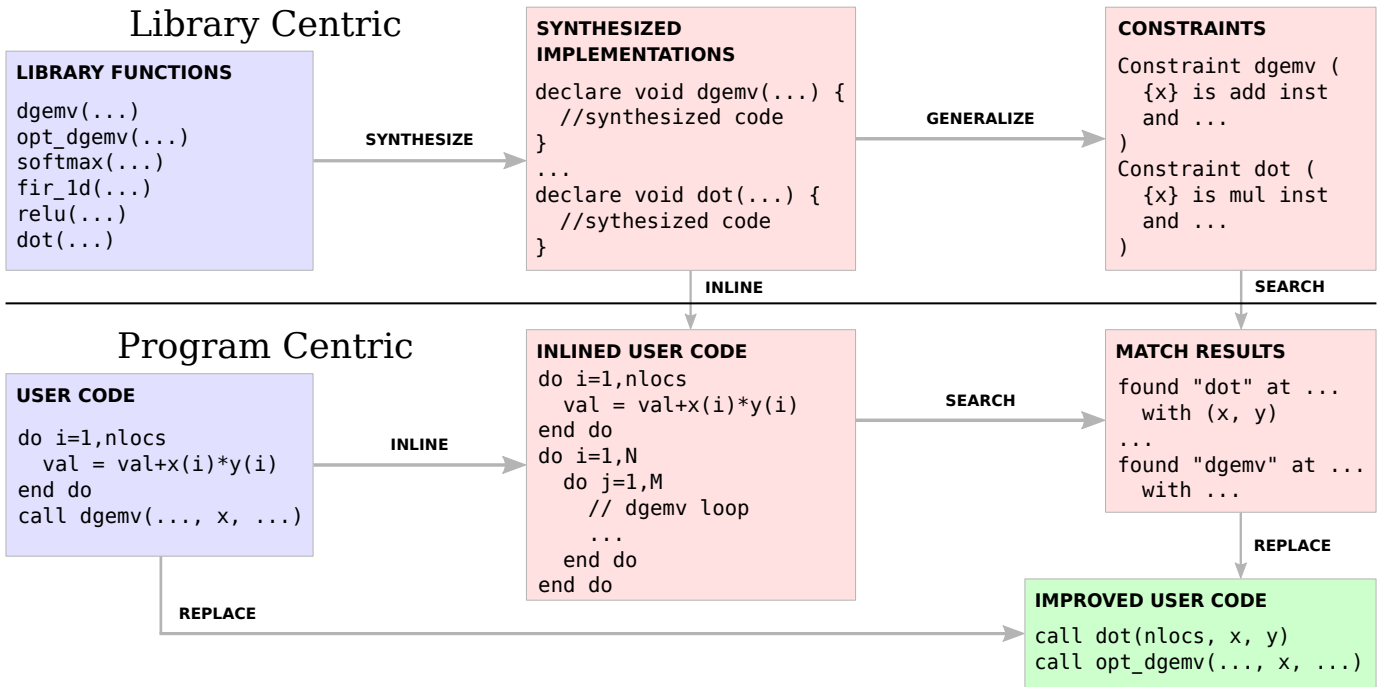 Library Centric
LIBRARY FUNCTIONS
dgemv(...)
opt_dgemv(...)
softmax(...)
fir_1d(...)
relu(...)
dot(...)
SYNTHESIZE
SYNTHESIZED
IMPLEMENTATIONS
declare void dgemv(...) {
  //synthesized code
}
...
declare void dot(...) {
  //sythesized code
}
GENERALIZE
CONSTRAINTS
Constraint dgemv (
  {x} is add inst
  and ...
)
Constraint dot (
  {x} is mul inst
  and ...
)
INLINE
SEARCH
Program Centric
USER CODE
do i=1,nlocs
  val = val+x(i)*y(i)
end do
call dgemv(..., x, ...)
INLINE
INLINED USER CODE
do i=1,nlocs
  val = val+x(i)*y(i)
end do
do i=1,N
  do j=1,M
    // dgemv loop
    ...
  end do
end do
SEARCH
MATCH RESULTS
found "dot" at ...
  with (x, y)
...
found "dgemv" at ...
  with ...
REPLACE
REPLACE
IMPROVED USER CODE
call dot(nlocs, x, y)
call opt_dgemv(..., x, ...)